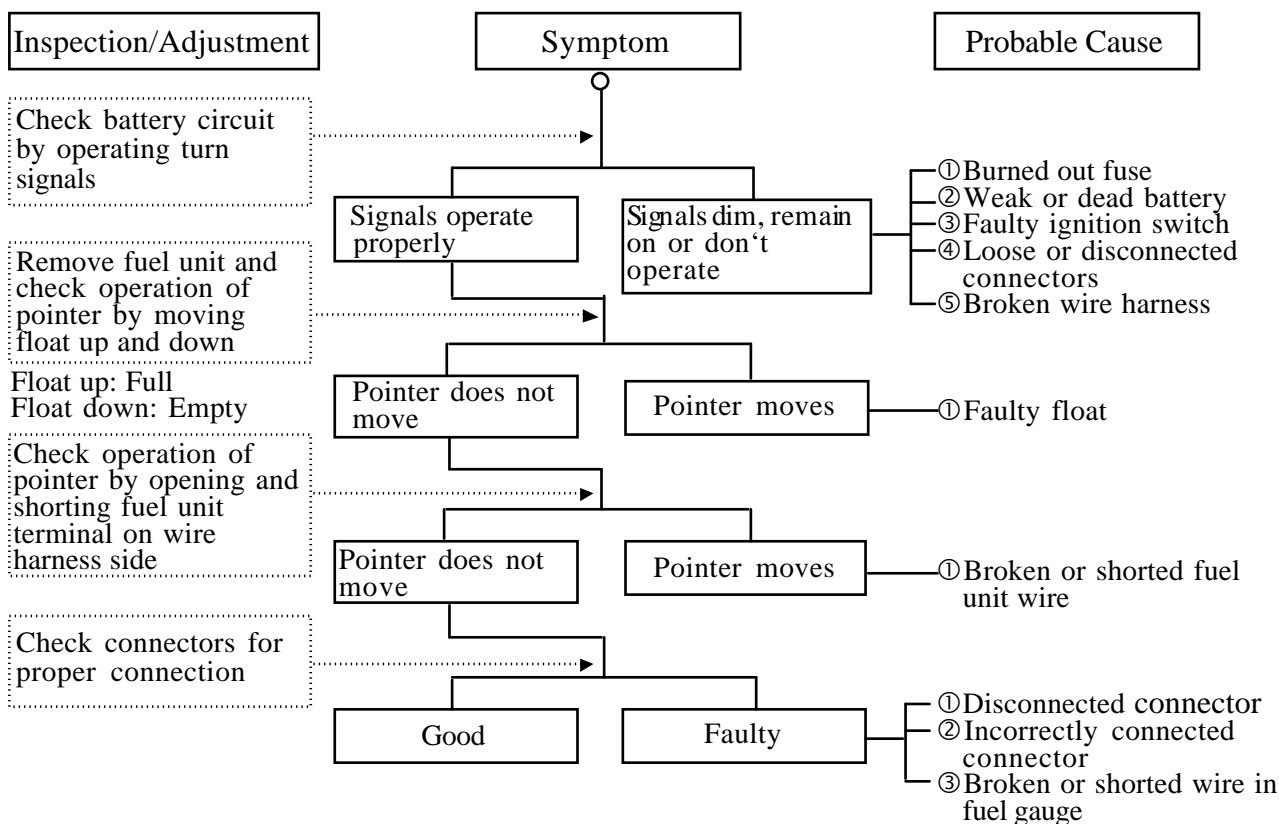 Inspection/Adjustment
Symptom
Probable Cause
Check battery circuit
by operating turn
signals
Signals operate
properly
Signals dim, remain
on or don‘t
operate
①Burned out fuse
②Weak or dead battery
③Faulty ignition switch
④Loose or disconnected
connectors
⑤Broken wire harness
Remove fuel unit and
check operation of
pointer by moving
float up and down
Float up: Full
Float down: Empty
Pointer does not
move
Pointer moves
①Faulty float
Check operation of
pointer by opening and
shorting fuel unit
terminal on wire
harness side
Pointer does not
move
Pointer moves
①Broken or shorted fuel
unit wire
Check connectors for
proper connection
Good
Faulty
①Disconnected connector
②Incorrectly connected
connector
③Broken or shorted wire in
fuel gauge